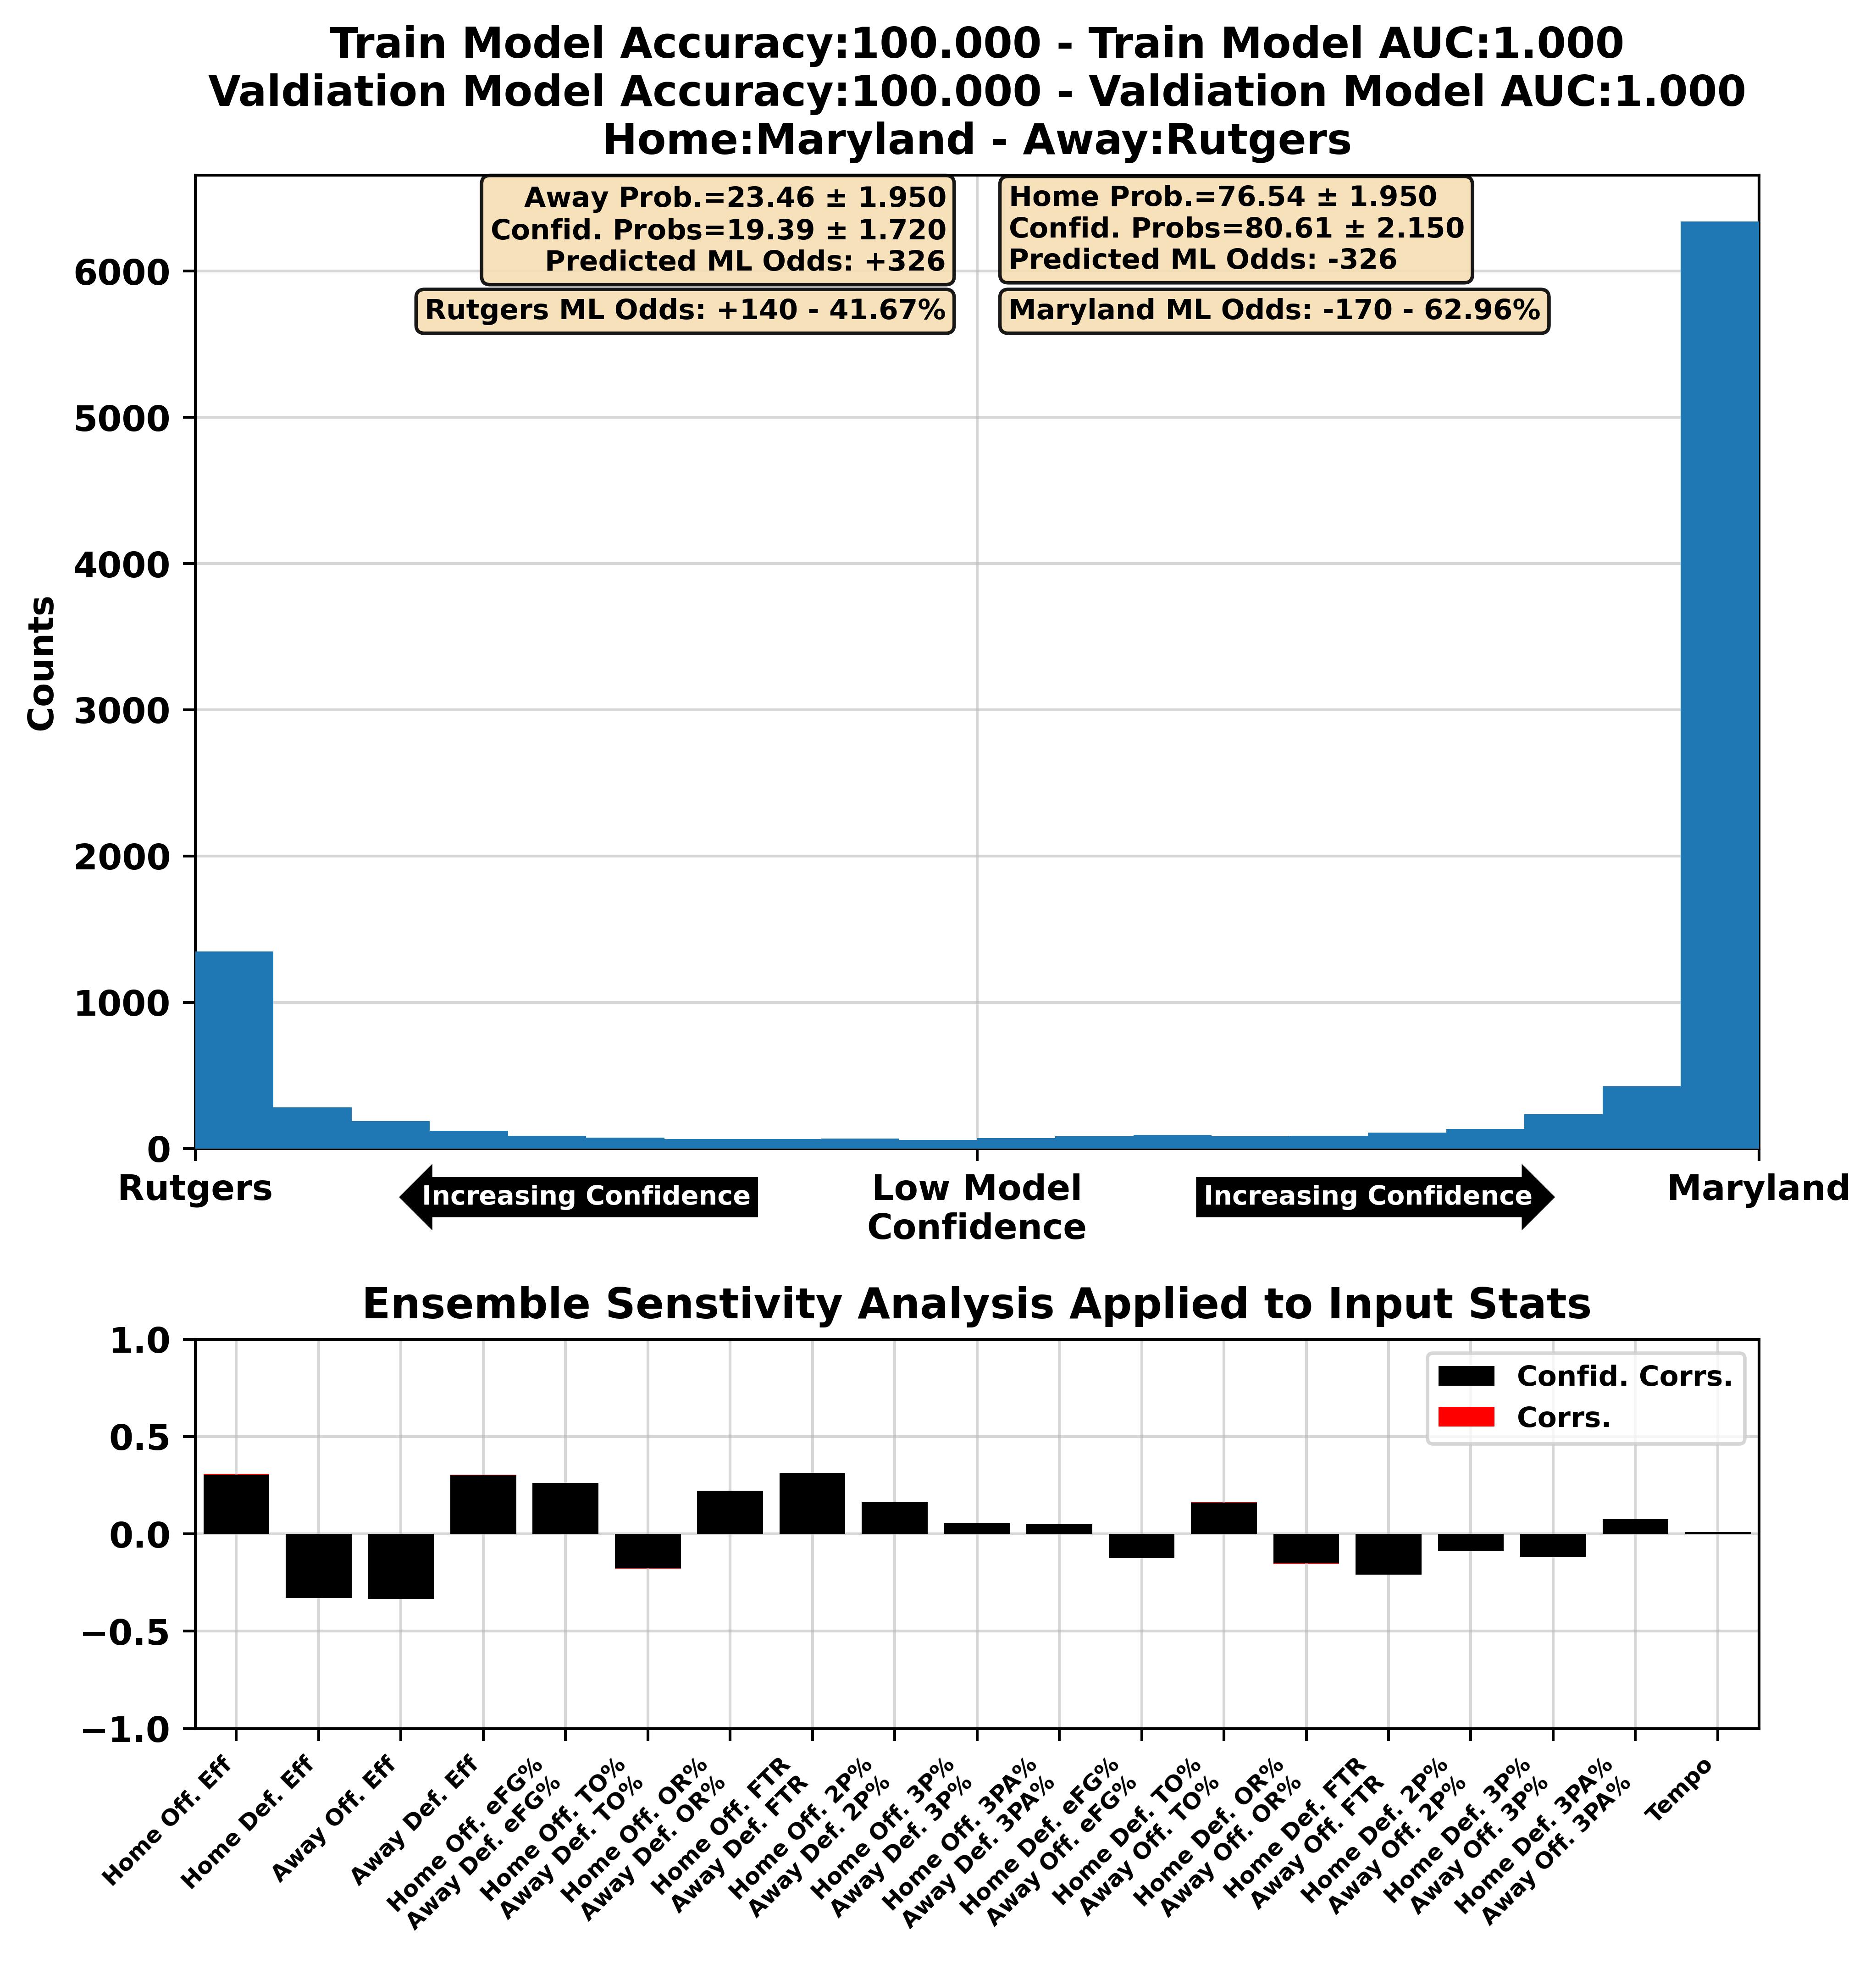 Train Model Accuracy:100.000 - Train Model AUC:1.000
Valdiation Model Accuracy:100.000 - Valdiation Model AUC:1.000
Home:Maryland - Away:Rutgers
Away Prob.=23.46 ± 1.950
Confid. Probs=19.39 ± 1.720
Predicted ML Odds: +326
Rutgers ML Odds: +140 - 41.67%
Home Prob.=76.54 ± 1.950
Confid. Probs=80.61 ± 2.150
Predicted ML Odds: -326
Maryland ML Odds: -170 - 62.96%
Counts
6000
5000
4000
3000
2000
1000
0
Rutgers
Increasing Confidence
Low Model
Confidence
Increasing Confidence
Maryland
Ensemble Senstivity Analysis Applied to Input Stats
1.0
0.5
0.0
−0.5
−1.0
Confid. Corrs.
Corrs.
Home Off. Eff
Home Def. Eff
Away Off. Eff
Away Def. Eff
Home Off. eFG%
Away Def. eFG%
Home Off. TO%
Away Def. TO%
Home Off. OR%
Away Def. OR%
Home Off. FTR
Away Def. FTR
Home Off. 2P%
Away Def. 2P%
Home Off. 3P%
Away Def. 3P%
Home Off. 3PA%
Away Def. 3PA%
Home Def. eFG%
Away Off. eFG%
Home Def. TO%
Away Off. TO%
Home Def. OR%
Away Off. OR%
Home Def. FTR
Away Off. FTR
Home Def. 2P%
Away Off. 2P%
Home Def. 3P%
Away Off. 3P%
Home Def. 3PA%
Away Off. 3PA%
Tempo